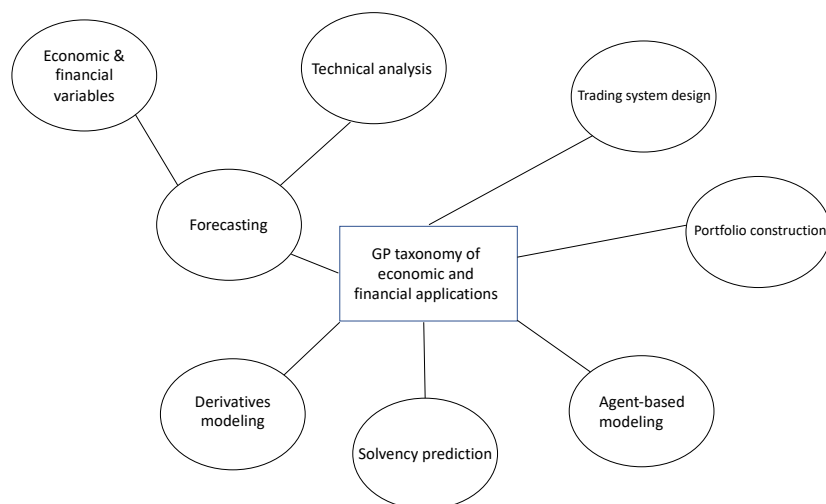 Economic &
financial
variables
Technical analysis
Trading system design
Forecasting
Portfolio construction
GP taxonomy of
economic and
financial applications
Derivatives
modeling
Solvency prediction
Agent-based
modeling